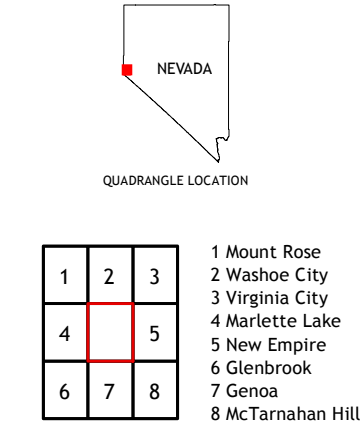 NEVADA
QUADRANGLE LOCATION
1 2 3
4 5
6 7 8
1 Mount Rose
2 Washoe City
3 Virginia City
4 Marlette Lake
5 New Empire
6 Glenbrook
7 Genoa
8 McTarnahan Hill